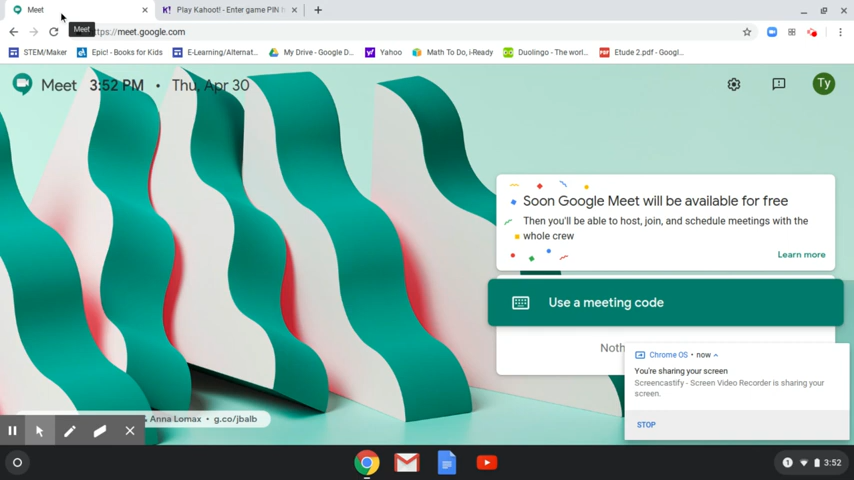 Meet
Play Kahoot! - Enter game PIN
Meet
ttps://meet.google.com
STEM/Maker
Epic! - Books for Kids
E-Learning/Alternat...
My Drive - Google D...
Yahoo
Math To Do, i-Ready
Duolingo - The worl...
Etude 2.pdf - Googl...
Meet 3:52 PM • Thu, Apr 30
Ty
Soon Google Meet will be available for free
Then you'll be able to host, join, and schedule meetings with the
whole crew
Learn more
Use a meeting code
Noth
Chrome OS • now
You're sharing your screen
Screencastify - Screen Video Recorder is sharing your
screen.
STOP
Anna Lomax • g.co/jbalb
1
3:52